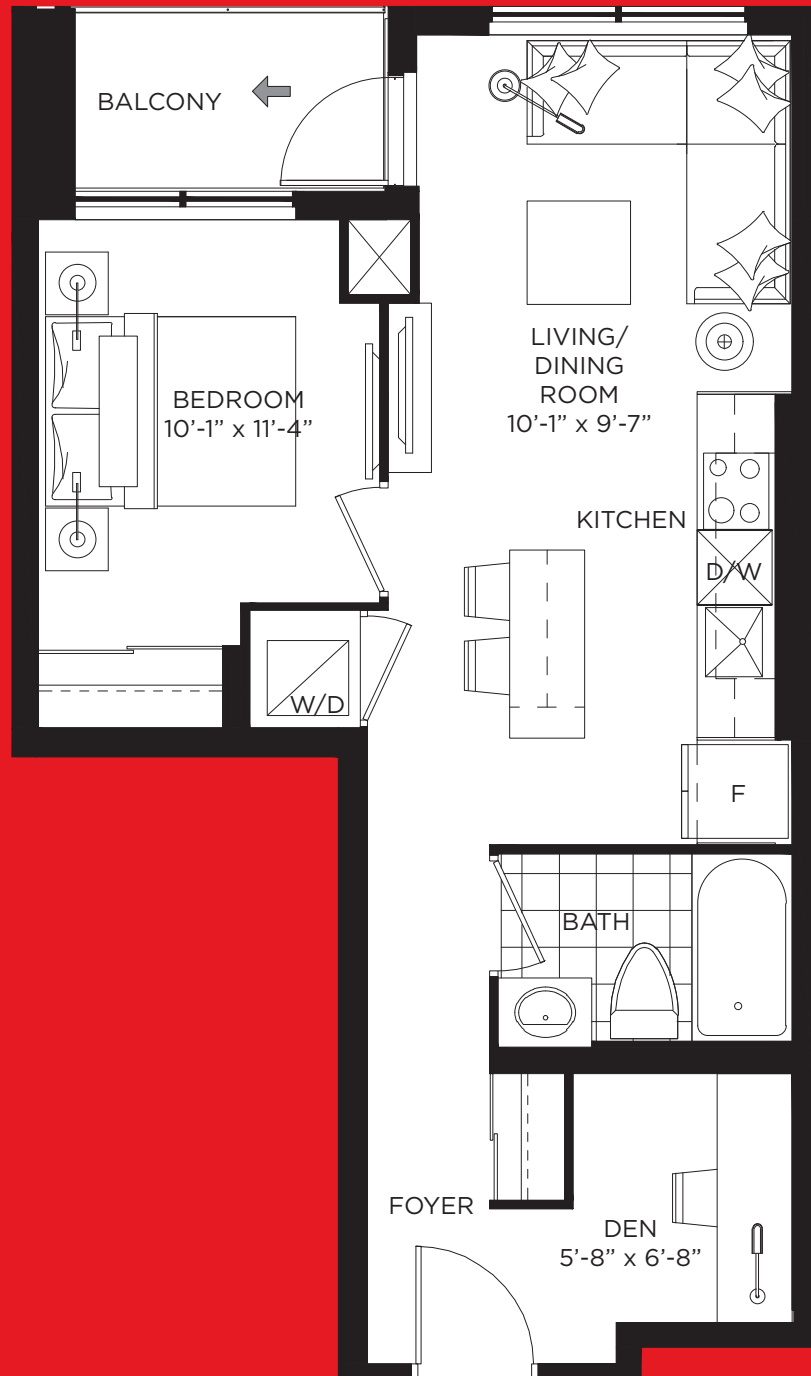 BALCONY
LIVING/
DINING
ROOM
10’-1” x 9’-7”
BEDROOM
10’-1” x 11’-4”
KITCHEN
D/W
W/D
F
BATH
FOYER
DEN
5’-8” x 6’-8”